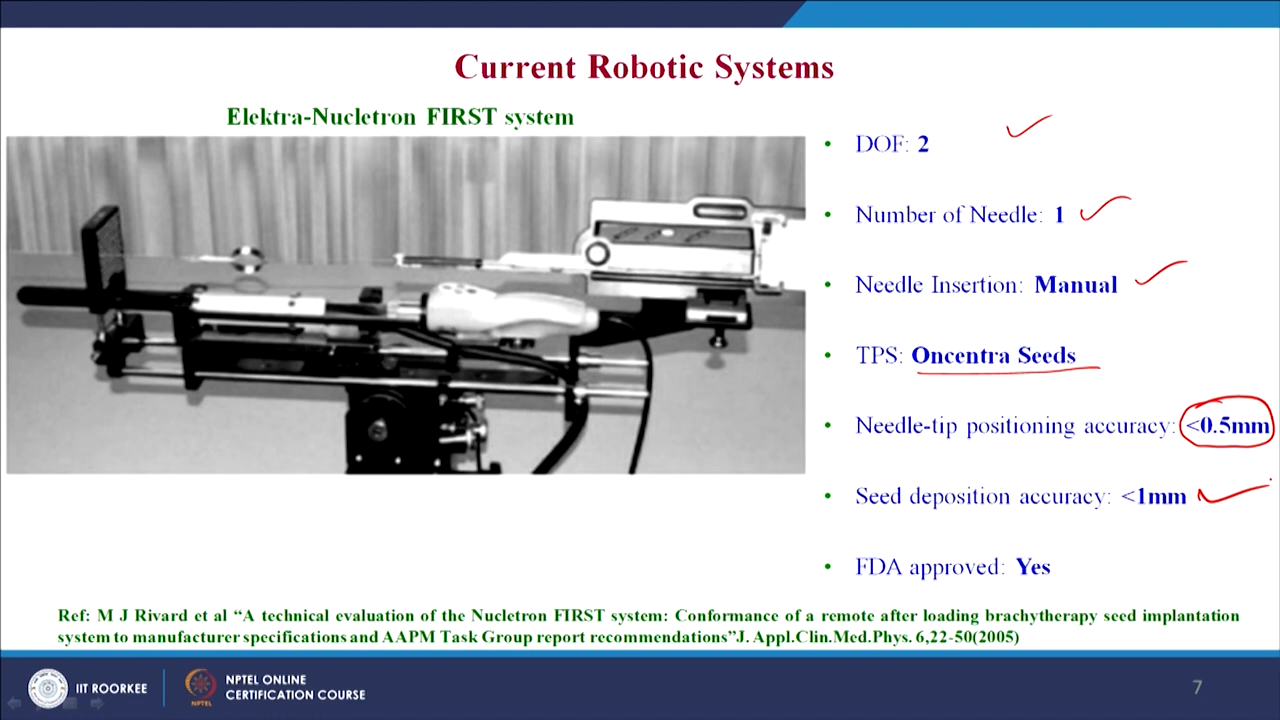 Current Robotic Systems
Elektra-Nucletron FIRST system
• DOF: 2
• Number of Needle: 1
• Needle Insertion: Manual
• TPS: Oncentra Seeds
• Needle-tip positioning accuracy: <0.5mm
• Seed deposition accuracy: <1mm
• FDA approved: Yes
Ref: M J Rivard et al “A technical evaluation of the Nucletron FIRST system: Conformance of a remote after loading brachytherapy seed implantation
system to manufacturer specifications and AAPM Task Group report recommendations”J. Appl.Clin.Med.Phys. 6,22-50(2005)
IIT ROORKEE
NPTEL
NPTEL ONLINE
CERTIFICATION COURSE
7